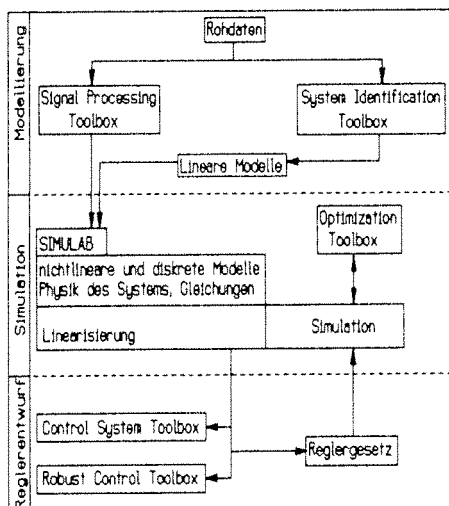 Modellierung
Rohdaten
Signal Processing
Toolbox
System Identification
Toolbox
Lineare Modelle
Simulation
SIMULAB
nichtlineare und diskrete Modelle
Physik des Systems, Gleichungen
Linearisierung
Optimization
Toolbox
Simulation
Reglerentwurf
Control System Toolbox
Robust Control Toolbox
Reglergesetz